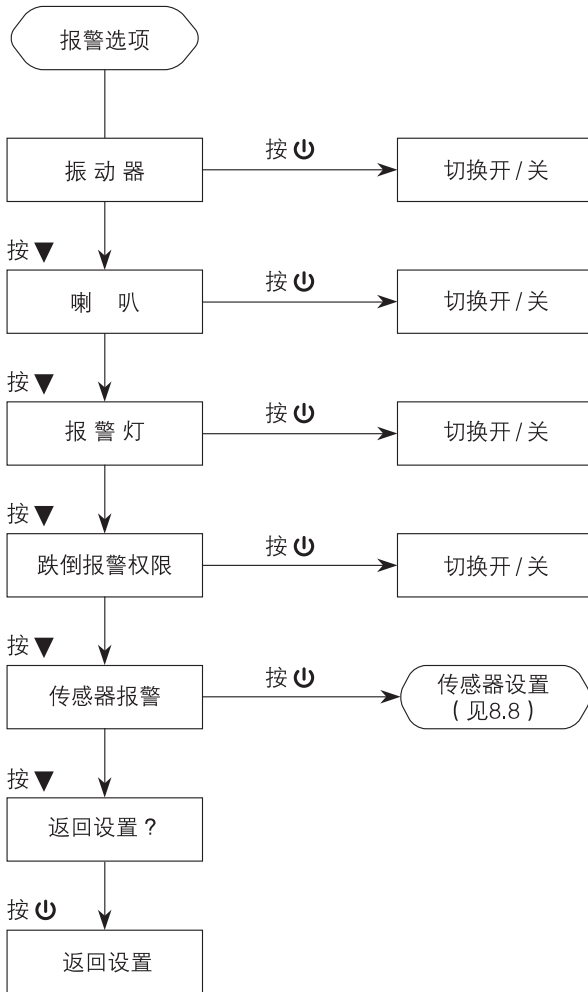 报警选项
振动器
按⏻
切换开/关
按▼
喇 叭
按⏻
切换开/关
按▼
报警灯
按⏻
切换开/关
按▼
跌倒报警权限
按⏻
切换开/关
按▼
传感器报警
按⏻
传感器设置
(见8.8)
按▼
返回设置?
按⏻
返回设置